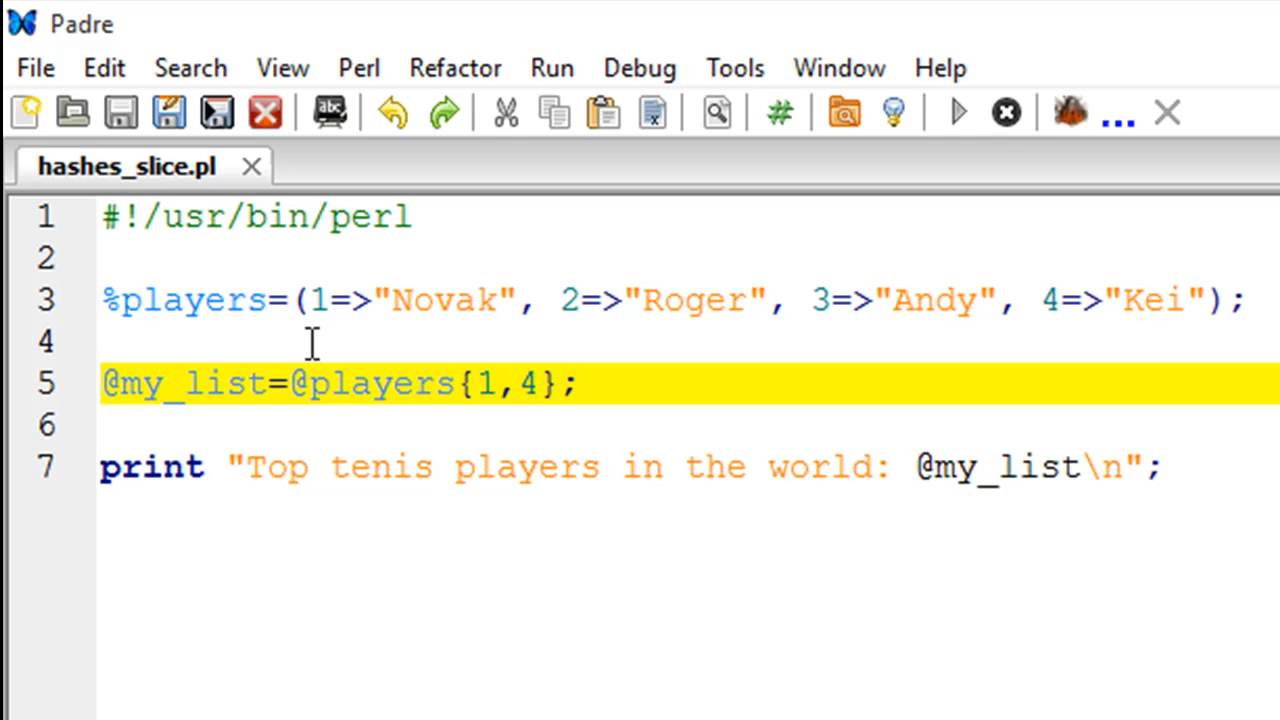 Padre
File Edit Search View Perl Refactor Run Debug Tools Window Help
hashes_slice.pl
1 #!/usr/bin/perl
2
3 %players=(1=>"Novak", 2=>"Roger", 3=>"Andy", 4=>"Kei");
4
5 @my_list=@players{1,4};
6
7 print "Top tenis players in the world: @my_list\n";